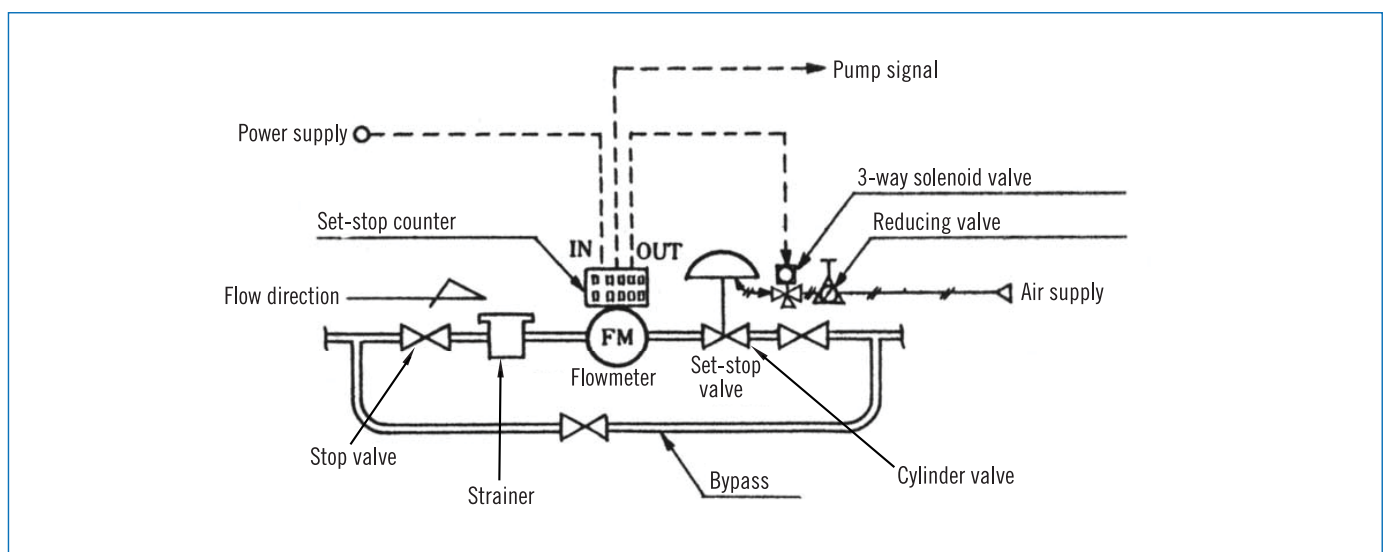 Pump signal
Power supply
3-way solenoid valve
Set-stop counter
Reducing valve
IN
OUT
Flow direction
Air supply
FM
Flowmeter
Set-stop
valve
Stop valve
Strainer
Bypass
Cylinder valve